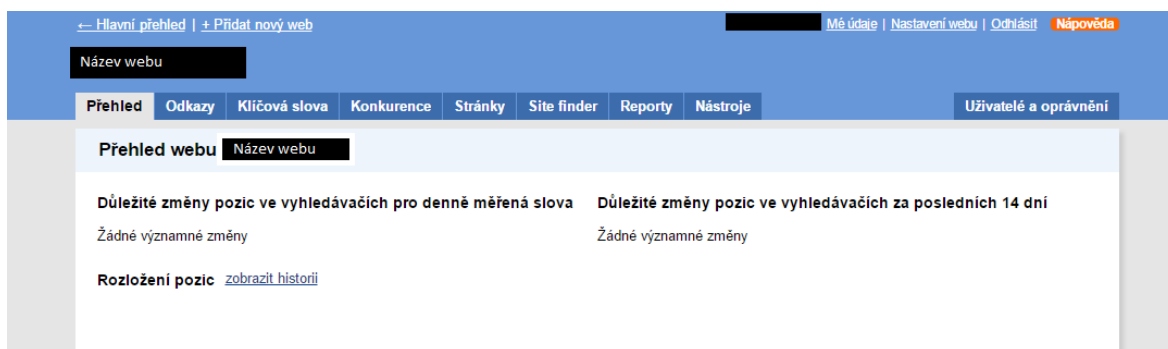 ← Hlavní přehled | + Přidat nový web
Mé údaje | Nastavení webu | Odhlásit Nápověda
Název webu
Přehled Odkazy Klíčová slova Konkurence Stránky Site finder Reporty Nástroje Uživatelé a oprávnění
Přehled webu Název webu
Důležité změny pozic ve vyhledávačích pro denně měřená slova
Žádné významné změny
Důležité změny pozic ve vyhledávačích za posledních 14 dní
Žádné významné změny
Rozložení pozic zobrazit historii